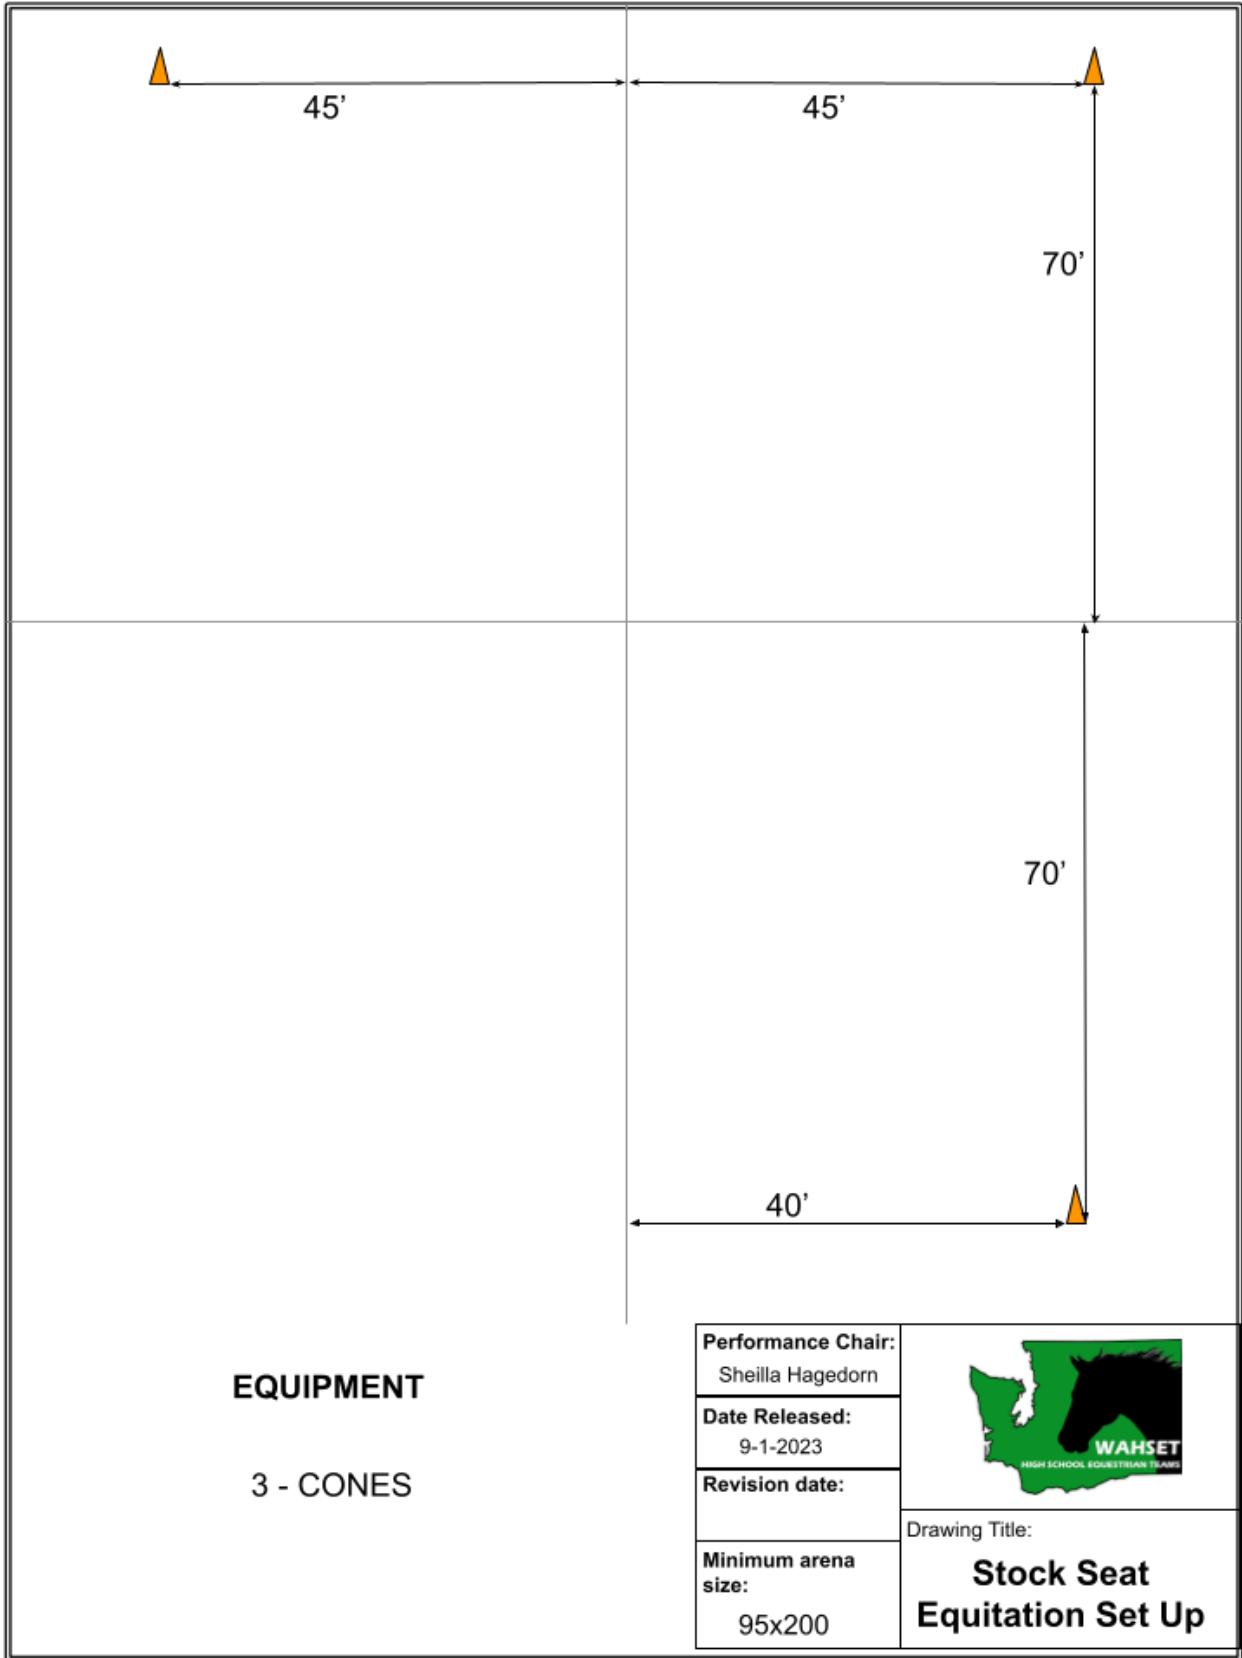 45’
45’
70’
70’
40’
EQUIPMENT
3 - CONES
Performance Chair:
Sheilla Hagedorn
Date Released:
9-1-2023
Revision date:
Minimum arena
size:
95x200
WAHSET
HIGH SCHOOL EQUESTRIAN TEAMS
Drawing Title:
Stock Seat
Equitation Set Up